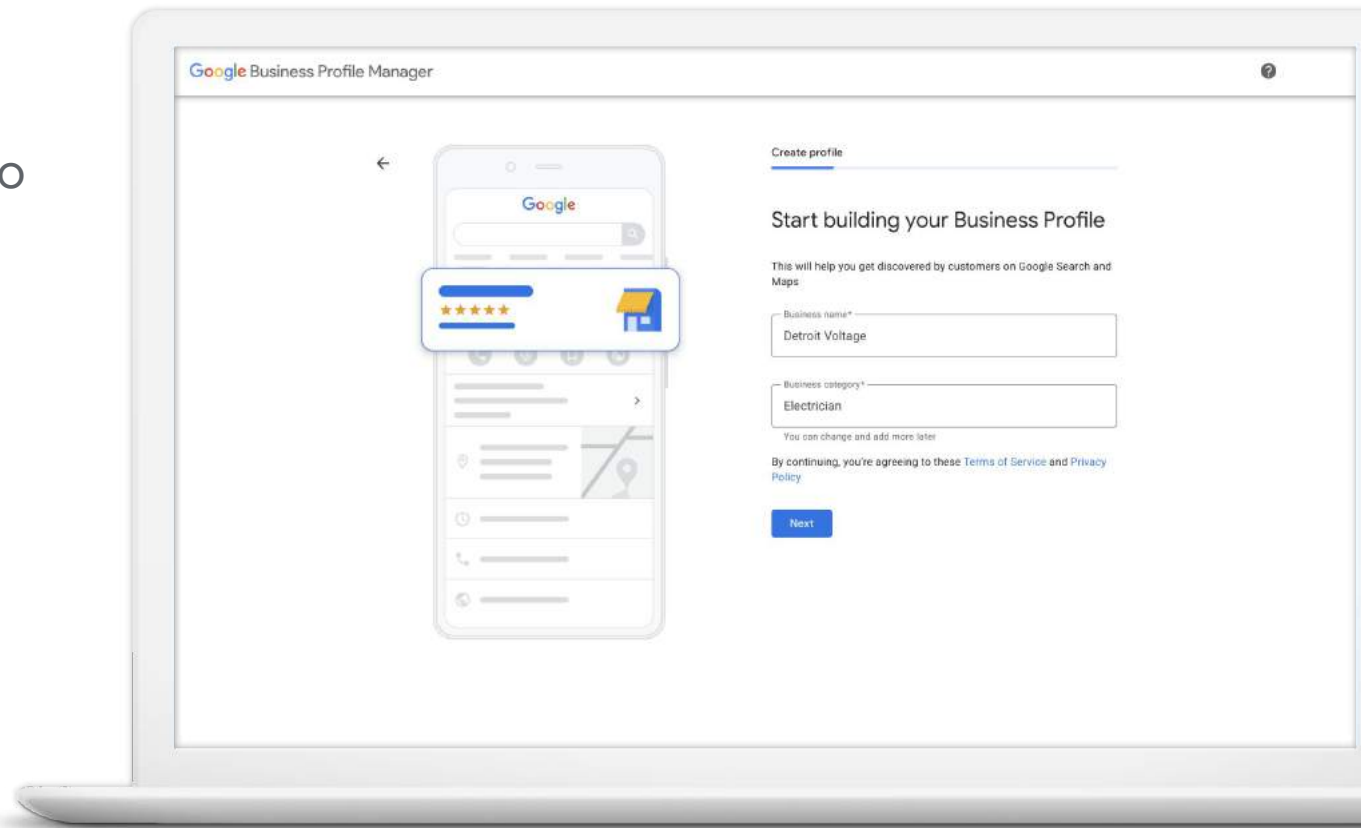 Google Business Profile Manager
o
Create profile
Google
Start building your Business Profile
This will help you get discovered by customers on Google Search and
Maps
Business name*
Detroit Voltage
Business category*
Electrician
You can change and add more later
By continuing, you're agreeing to these Terms of Service and Privacy
Policy
Next